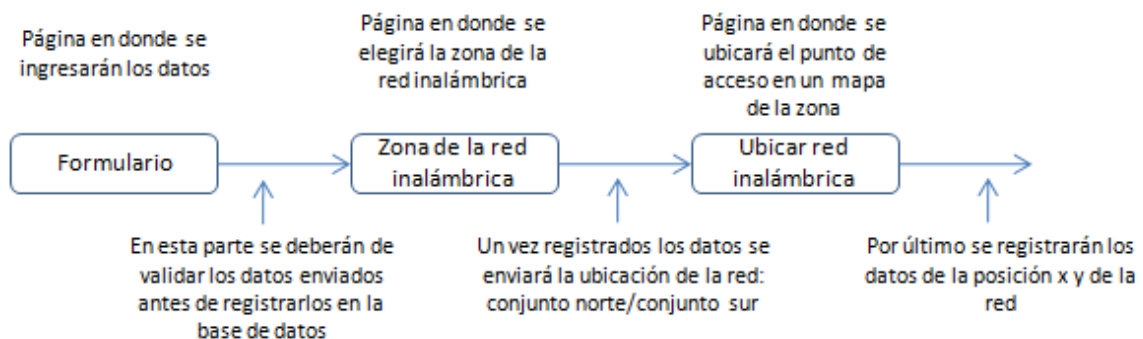 Página en donde se
ingresarán los datos
Página en donde se
elegirá la zona de la
red inalámbrica
Página en donde se
ubicará el punto de
acceso en un mapa
de la zona
Formulario
Zona de la red
inalámbrica
Ubicar red
inalámbrica
En esta parte se deberán de
validar los datos enviados
antes de registrarlos en la
base de datos
Un vez registrados los datos se
enviará la ubicación de la red:
conjunto norte/conjunto sur
Por último se registrarán los
datos de la posición x y de la
red